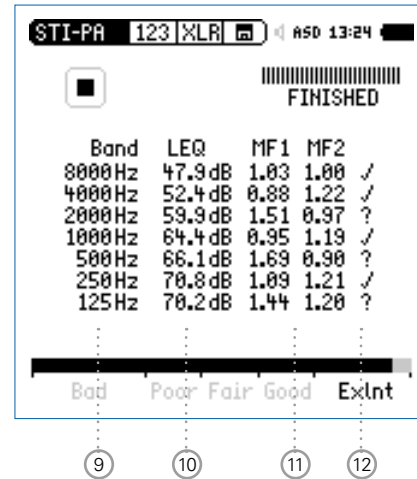 STI-PA 123 XLR ASD 13:24
FINISHED
Band LEQ MF1 MF2
8000Hz 47.9dB 1.03 1.00 ✓
4000Hz 52.4dB 0.88 1.22 ✓
2000Hz 59.9dB 1.51 0.97 ?
1000Hz 64.4dB 0.95 1.19 ✓
500Hz 66.1dB 1.69 0.90 ?
250Hz 70.8dB 1.09 1.21 ✓
125Hz 70.2dB 1.44 1.20 ?
Bad Poor Fair Good Exlnt
9 10 11 12